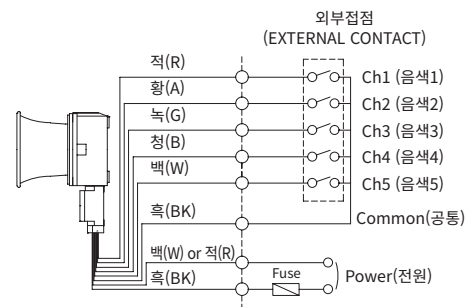 외부접점
(EXTERNAL CONTACT)
적(R)
Ch1 (음색1)
황(A)
Ch2 (음색2)
녹(G)
Ch3 (음색3)
청(B)
Ch4 (음색4)
백(W)
Ch5 (음색5)
흑(BK)
Common(공통)
백(W) or 적(R)
Fuse
Power(전원)
흑(BK)